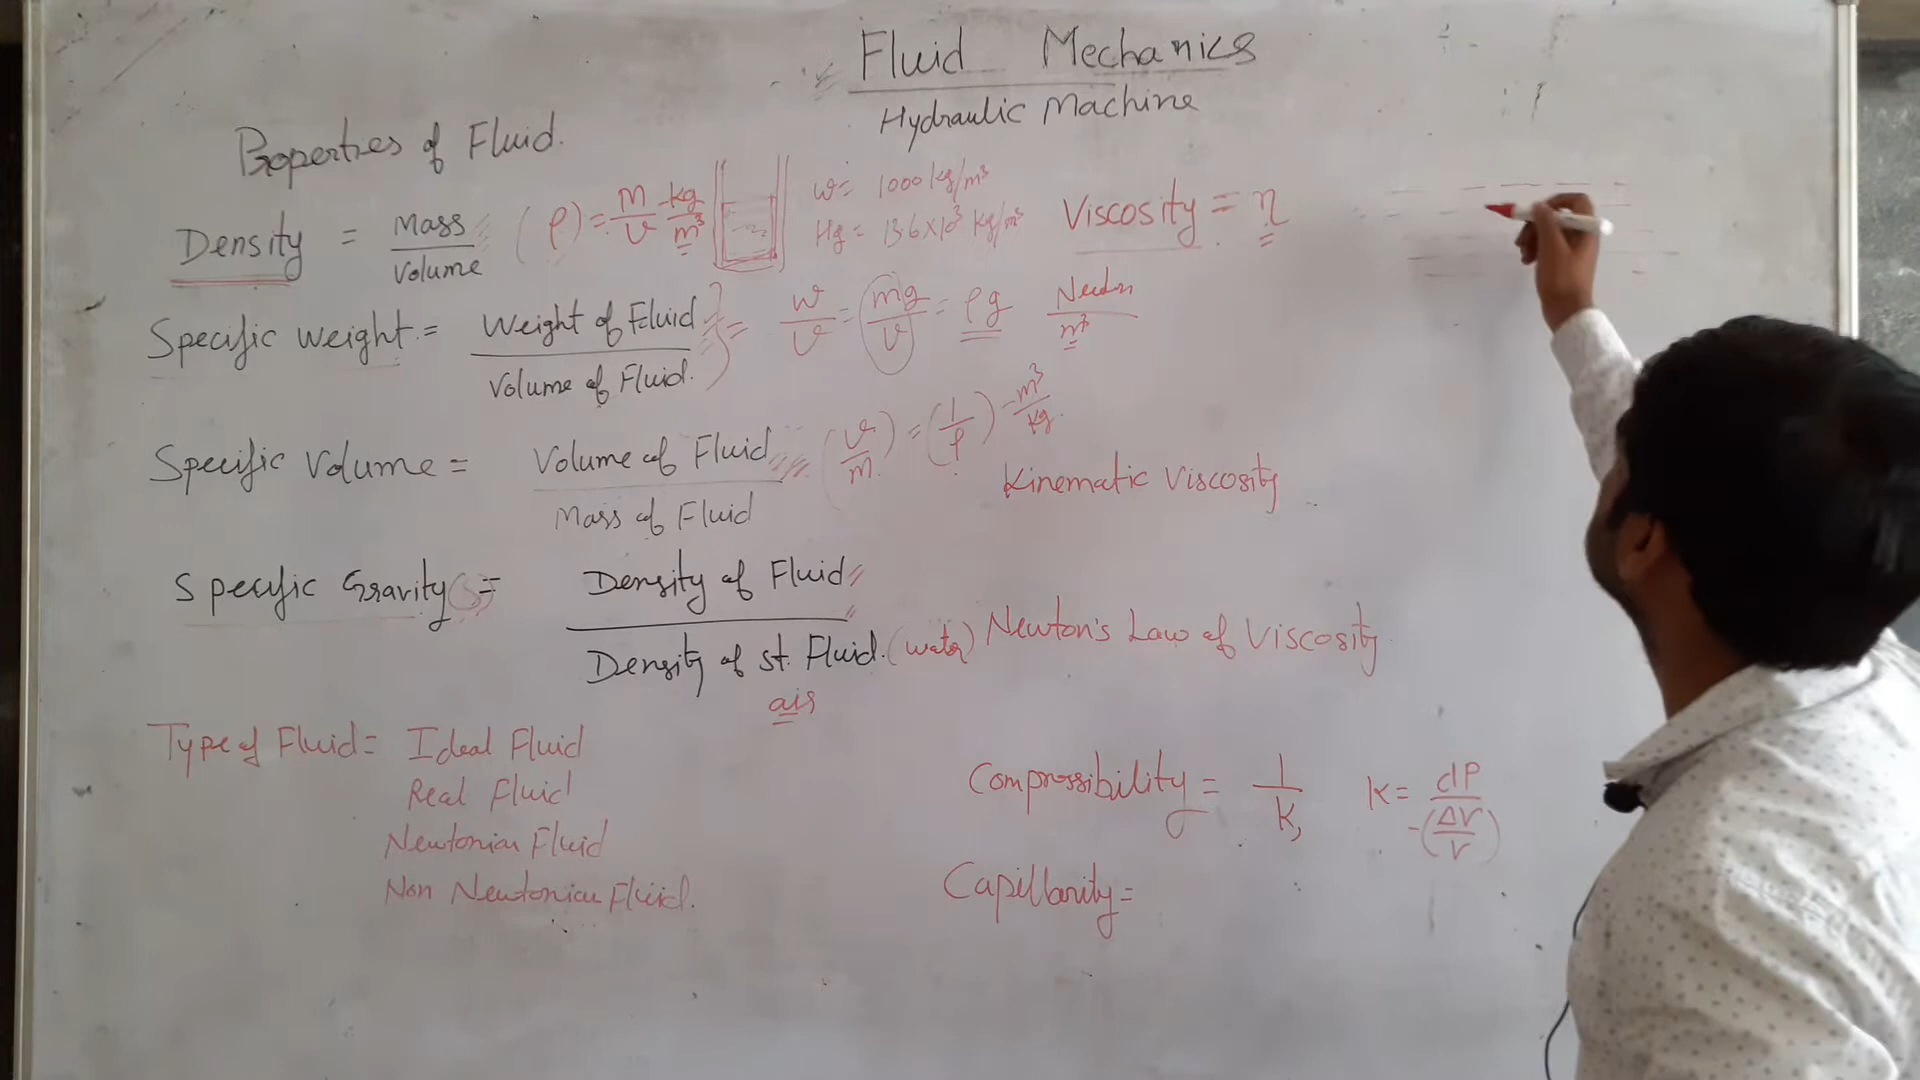 Fluid Mechanics
Hydraulic Machine
Properties of Fluid.
Density = Mass / Volume (ρ) = M/v - kg/m³
w = 1000 kg/m³
Hg = 13.6×10³ kg/m³
Viscosity = η
Specific Weight = Weight of Fluid / Volume of Fluid. = w/v = mg/v = ρg Newton/m³
Specific Volume = Volume of Fluid / Mass of Fluid (v/m) = (1/ρ) - m³/kg.
Kinematic Viscosity
Specific Gravity (S) = Density of Fluid / Density of st. Fluid. (water)
air
Newton's Law of Viscosity
Type of Fluid = Ideal Fluid
Real Fluid
Newtonian Fluid
Non Newtonian Fluid.
Compressibility = 1/K, K = dP / -(ΔV/V)
Capillarity =